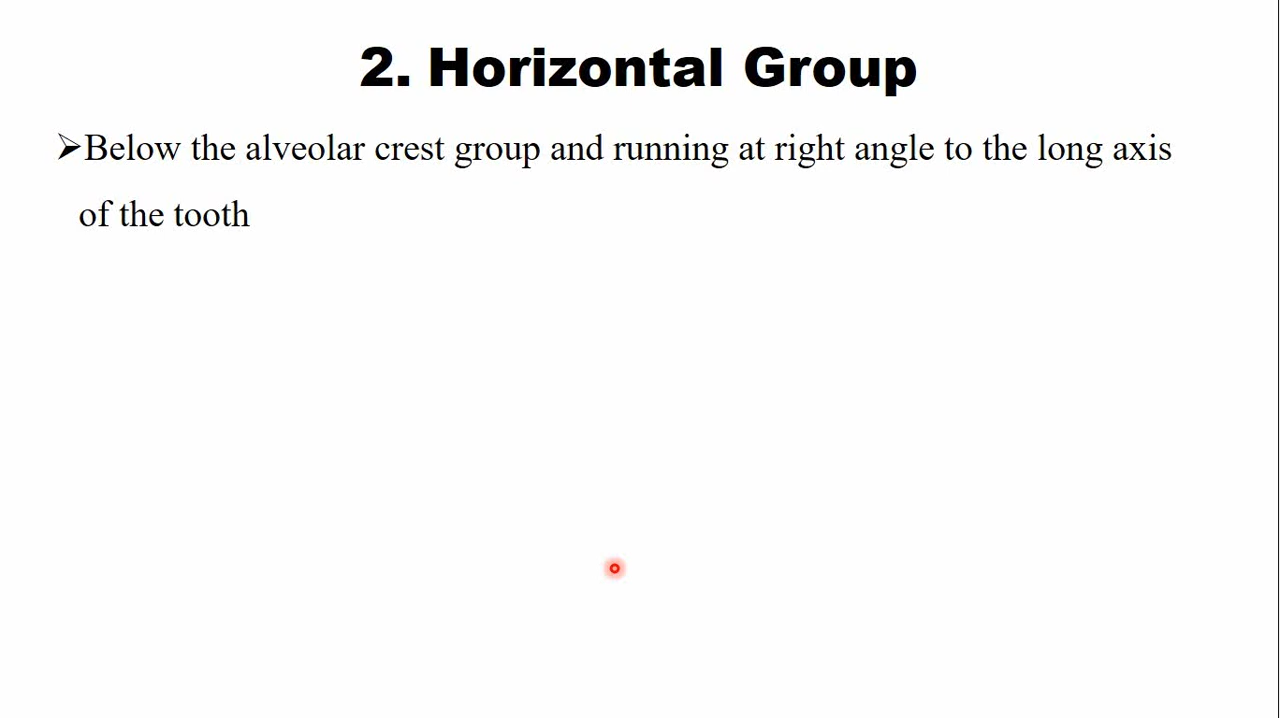 2. Horizontal Group
➢Below the alveolar crest group and running at right angle to the long axis
of the tooth